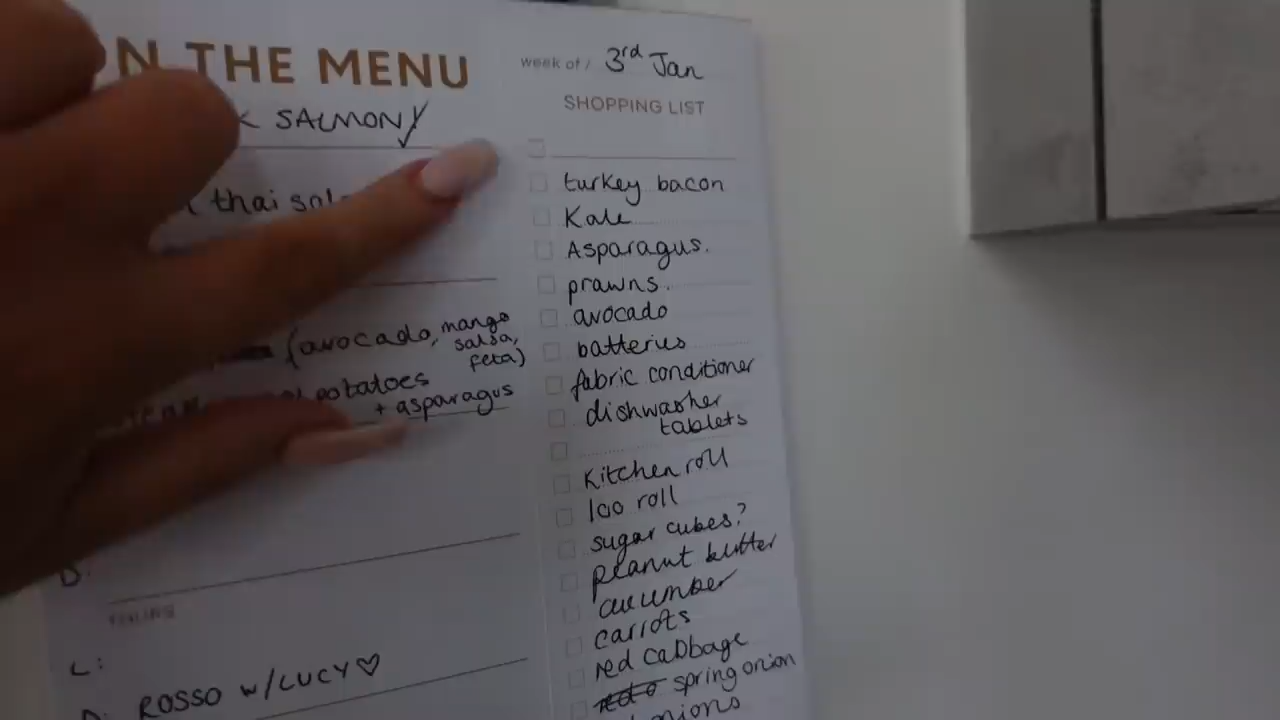 N THE MENU
SALMON
thai
(avocado, mango
salsa,
feta)
potatoes
+ asparagus
D:
L:
ROSSO w/LUCY♡
week of / 3rd Jan
SHOPPING LIST
turkey bacon
Kale
Asparagus.
prawns.
avocado
batteries
fabric conditioner
dishwasher
tablets
Kitchen roll
loo roll
sugar cubes?
peanut butter
cucumber
carrots
red cabbage
spring onion
onions